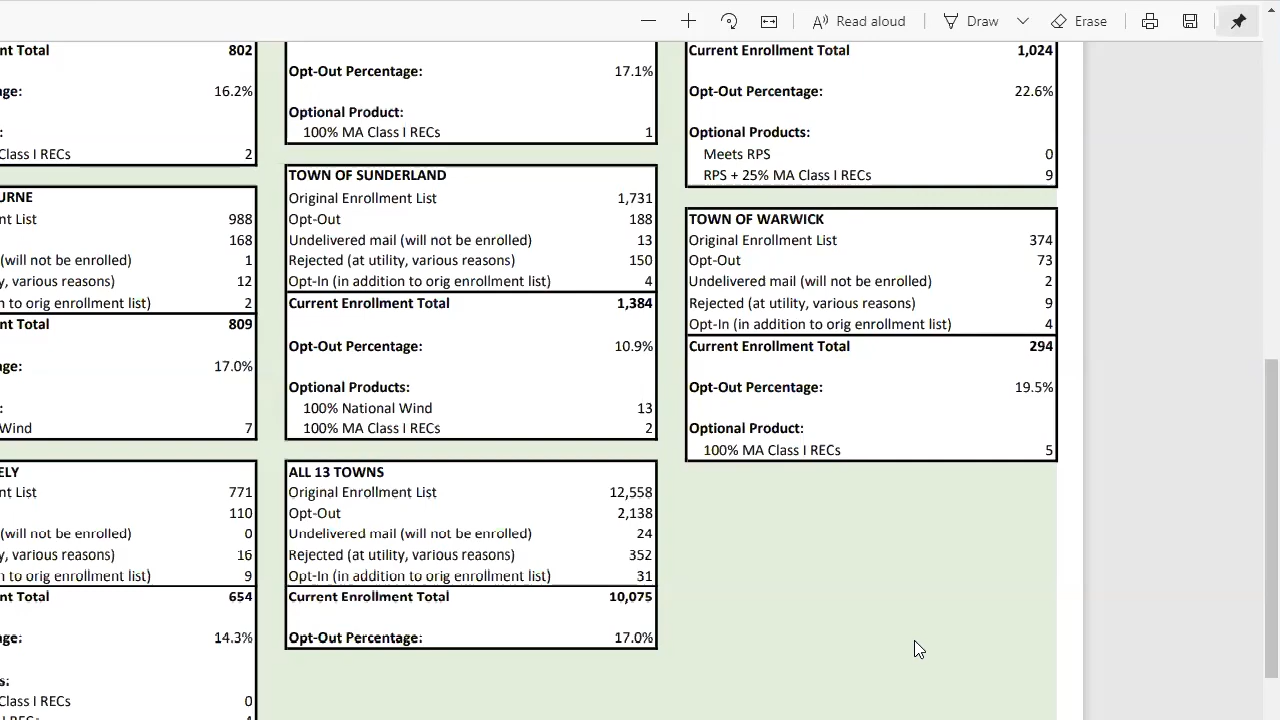 Read aloud
Draw
Erase
nt Total 802
ge: 16.2%
:
Class I RECs 2
URNE
nt List 988
168
(will not be enrolled) 1
y, various reasons) 12
n to orig enrollment list) 2
nt Total 809
ge: 17.0%
:
Wind 7
ELY
nt List 771
110
(will not be enrolled) 0
y, various reasons) 16
n to orig enrollment list) 9
nt Total 654
ge: 14.3%
s:
Class I RECs 0
Opt-Out Percentage: 17.1%
Optional Product:
100% MA Class I RECs 1
TOWN OF SUNDERLAND
Original Enrollment List 1,731
Opt-Out 188
Undelivered mail (will not be enrolled) 13
Rejected (at utility, various reasons) 150
Opt-In (in addition to orig enrollment list) 4
Current Enrollment Total 1,384
Opt-Out Percentage: 10.9%
Optional Products:
100% National Wind 13
100% MA Class I RECs 2
ALL 13 TOWNS
Original Enrollment List 12,558
Opt-Out 2,138
Undelivered mail (will not be enrolled) 24
Rejected (at utility, various reasons) 352
Opt-In (in addition to orig enrollment list) 31
Current Enrollment Total 10,075
Opt-Out Percentage: 17.0%
Current Enrollment Total 1,024
Opt-Out Percentage: 22.6%
Optional Products:
Meets RPS 0
RPS + 25% MA Class I RECs 9
TOWN OF WARWICK
Original Enrollment List 374
Opt-Out 73
Undelivered mail (will not be enrolled) 2
Rejected (at utility, various reasons) 9
Opt-In (in addition to orig enrollment list) 4
Current Enrollment Total 294
Opt-Out Percentage: 19.5%
Optional Product:
100% MA Class I RECs 5